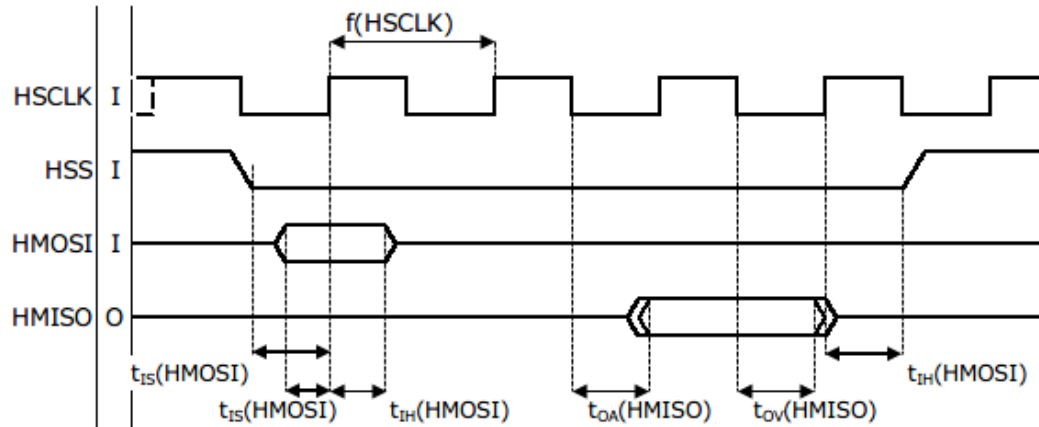 f(HSCLK)
HSCLK I
HSS I
HMOSI I
HMISO O
tIS(HMOSI)
tIH(HMOSI)
tIS(HMOSI) tIH(HMOSI) tOA(HMISO) tOV(HMISO)